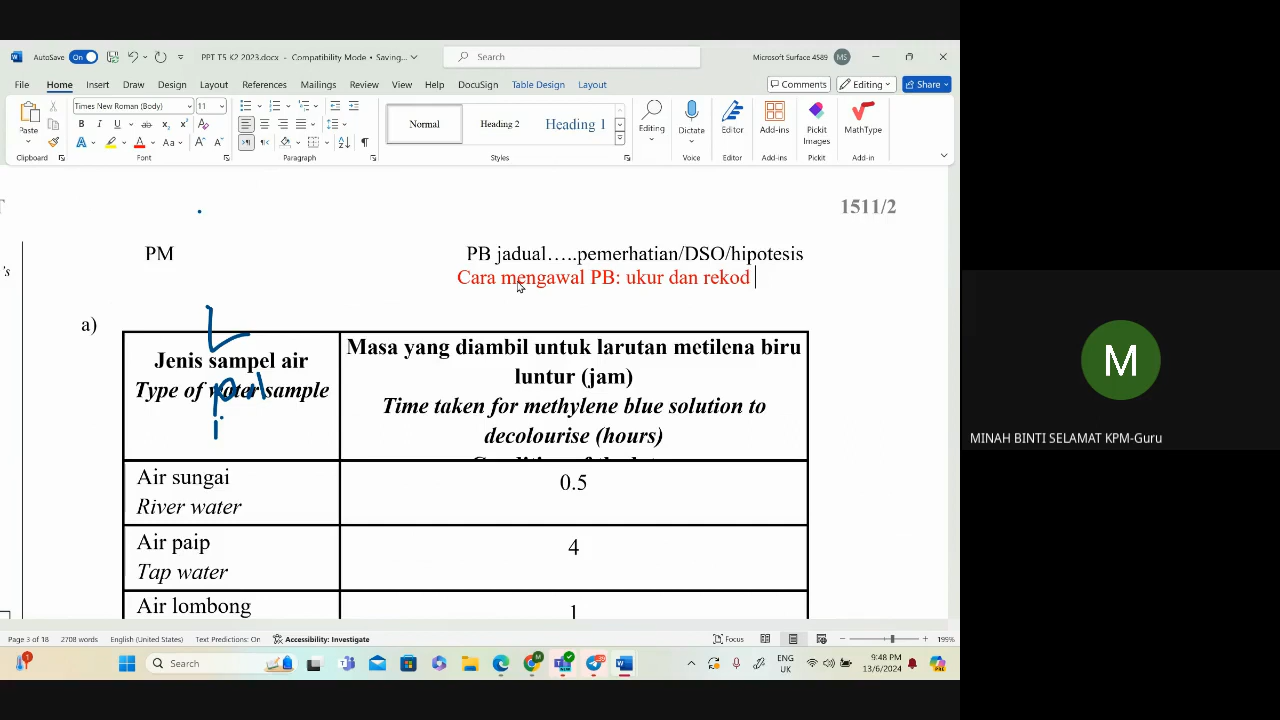 AutoSave On PPT T5 K2 2023.docx - Compatibility Mode • Saving... Search Microsoft Surface 4589 MS
File Home Insert Draw Design Layout References Mailings Review View Help DocuSign Table Design Layout Comments Editing Share
Times New Roman (Body) 11
Paste Normal Heading 2 Heading 1 Editing Dictate Editor Add-ins Pickit Images MathType
Clipboard Font Paragraph Styles Voice Editor Add-ins Pickit Add-in
T 1511/2
PM PB jadual…..pemerhatian/DSO/hipotesis
's
Cara mengawal PB: ukur dan rekod
a)
Jenis sampel air
Type of water sample
Masa yang diambil untuk larutan metilena biru
luntur (jam)
Time taken for methylene blue solution to
decolourise (hours)
Air sungai
River water
0.5
Air paip
Tap water
4
Air lombong
1
M
MINAH BINTI SELAMAT KPM-Guru
Page 3 of 18 2708 words English (United States) Text Predictions: On Accessibility: Investigate Focus 199%
1 Search ENG
UK
9:48 PM
13/6/2024